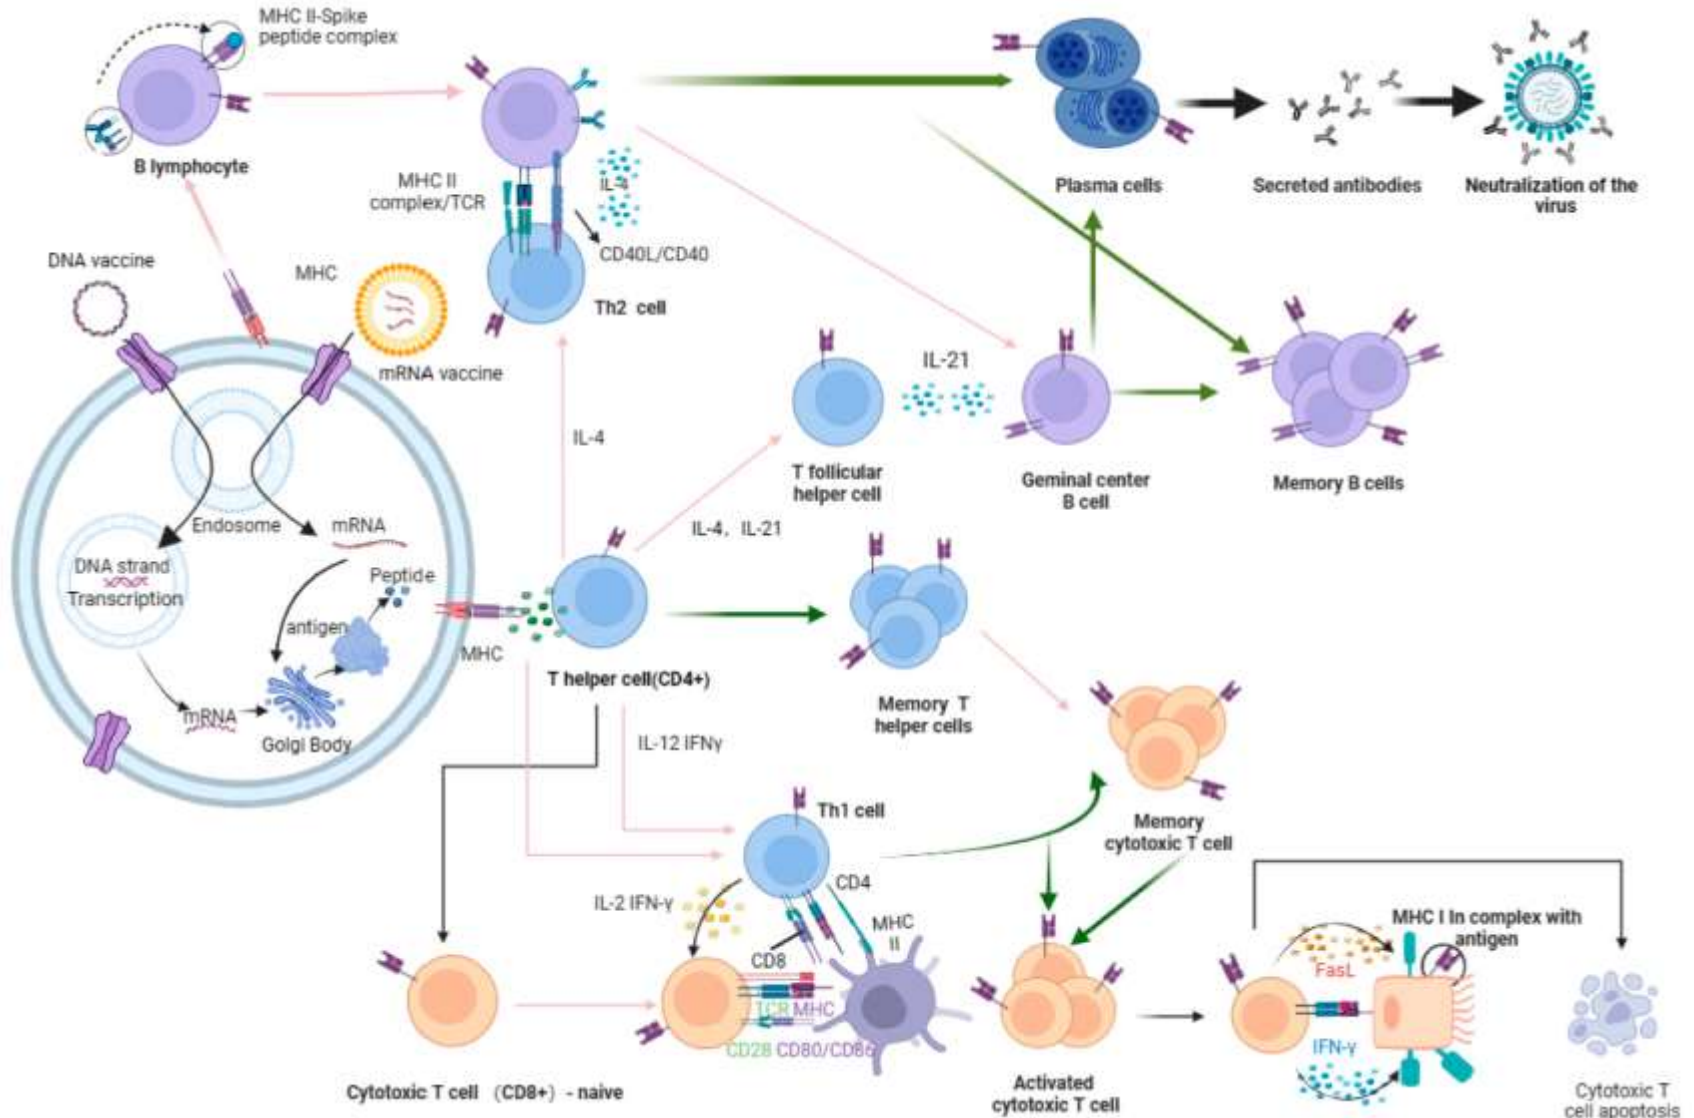 MHC II-Spike
peptide complex
B lymphocyte
MHC II
complex/TCR
IL-4
CD40L/CD40
Th2 cell
Plasma cells
Secreted antibodies
Neutralization of the
virus
DNA vaccine
MHC
mRNA vaccine
IL-4
T follicular
helper cell
IL-21
Geminal center
B cell
Memory B cells
Endosome
mRNA
DNA strand
Transcription
Peptide
antigen
mRNA
Golgi Body
MHC
IL-4, IL-21
T helper cell(CD4+)
Memory T
helper cells
IL-12 IFNγ
Th1 cell
Memory
cytotoxic T cell
IL-2 IFN-γ
CD4
MHC
II
CD8
TCR MHC
CD28 CD80/CD86
Cytotoxic T cell (CD8+) - naive
Activated
cytotoxic T cell
MHC I In complex with
antigen
FasL
IFN-γ
Cytotoxic T
cell apoptosis